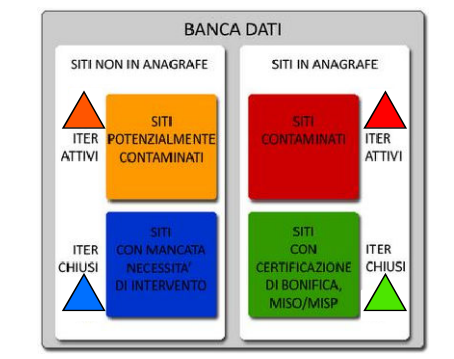 BANCA DATI
SITI NON IN ANAGRAFE
ITER
ATTIVI
SITI
POTENZIALMENTE
CONTAMINATI
ITER
CHIUSI
SITI
CON MANCATA
NECESSITA'
DI INTERVENTO
SITI IN ANAGRAFE
SITI
CONTAMINATI
ITER
ATTIVI
SITI
CON
CERTIFICAZIONE
DI BONIFICA,
MISO/MISP
ITER
CHIUSI